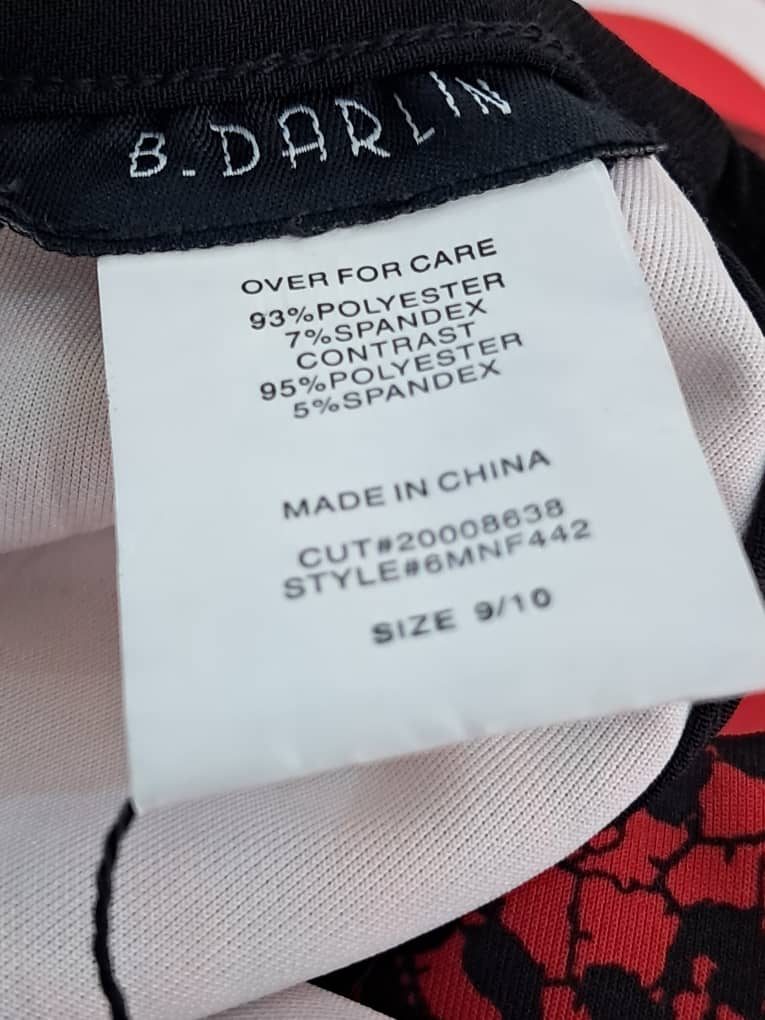 B. DARLIN
OVER FOR CARE
93%POLYESTER
7%SPANDEX
CONTRAST
95%POLYESTER
5%SPANDEX
MADE IN CHINA
CUT#20008638
STYLE#6MNF442
SIZE 9/10